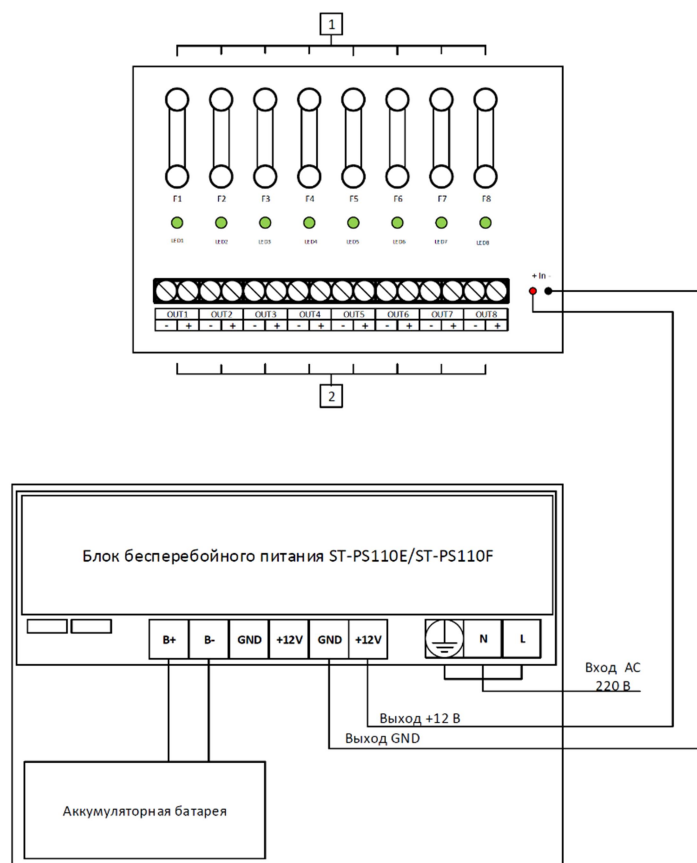 1
F1 F2 F3 F4 F5 F6 F7 F8
LED1 LED2 LED3 LED4 LED5 LED6 LED7 LED8
+ In -
OUT1 OUT2 OUT3 OUT4 OUT5 OUT6 OUT7 OUT8
- + - + - + - + - + - + - + - +
2
Блок бесперебойного питания ST-PS110E/ST-PS110F
B+ B- GND +12V GND +12V N L
Вход AC
220 В
Выход +12 В
Выход GND
Аккумуляторная батарея